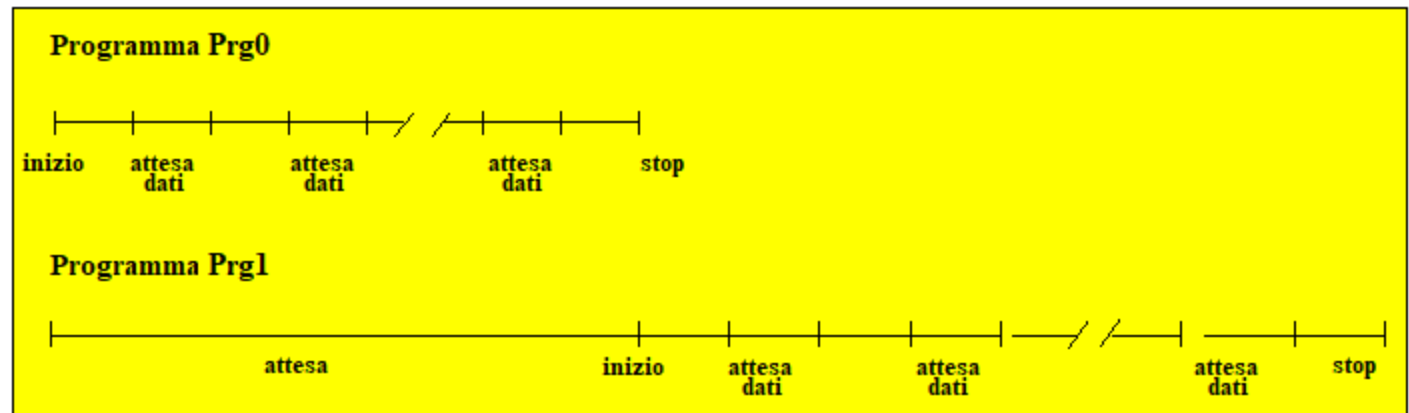 Programma Prg0
inizio attesa attesa attesa stop
dati dati dati
Programma Prg1
attesa inizio attesa attesa attesa stop
dati dati dati